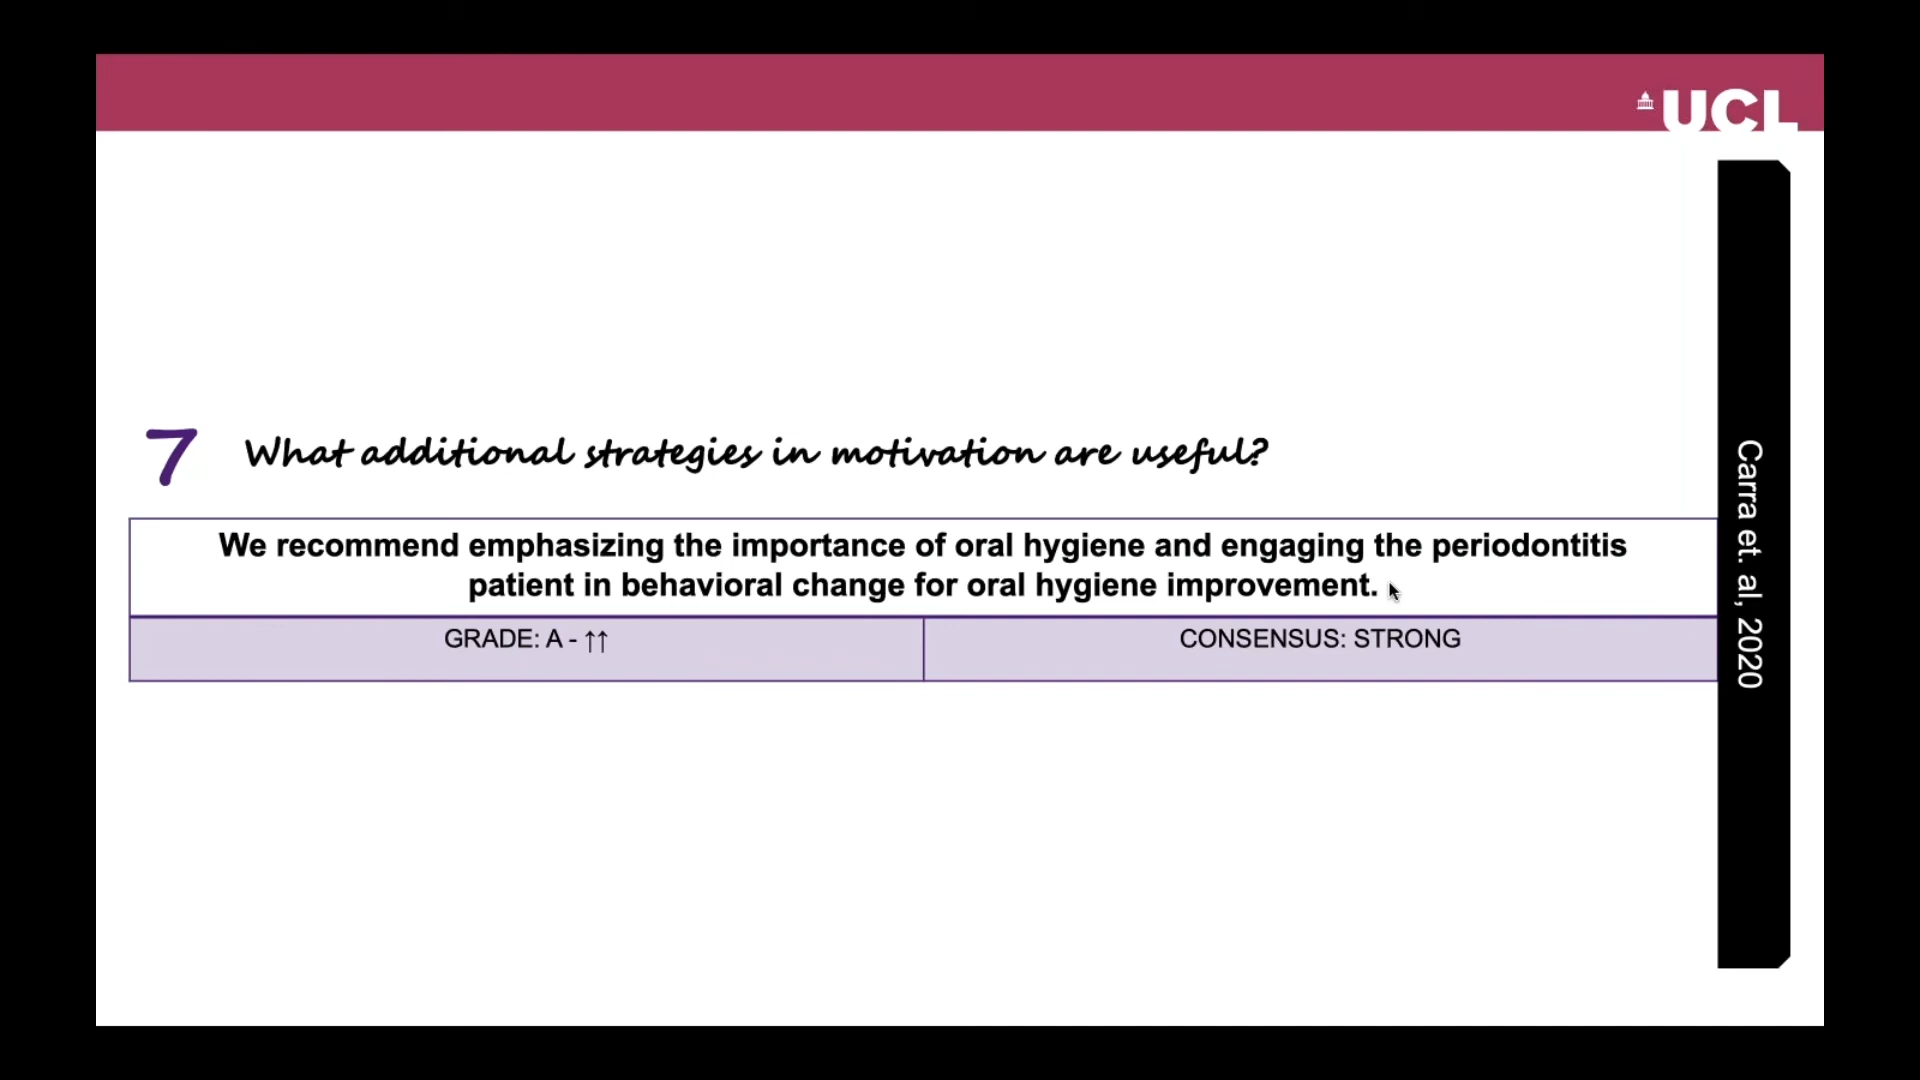 UCL
7 What additional strategies in motivation are useful?
We recommend emphasizing the importance of oral hygiene and engaging the periodontitis
patient in behavioral change for oral hygiene improvement.
GRADE: A - ↑↑
CONSENSUS: STRONG
Carra et. al, 2020